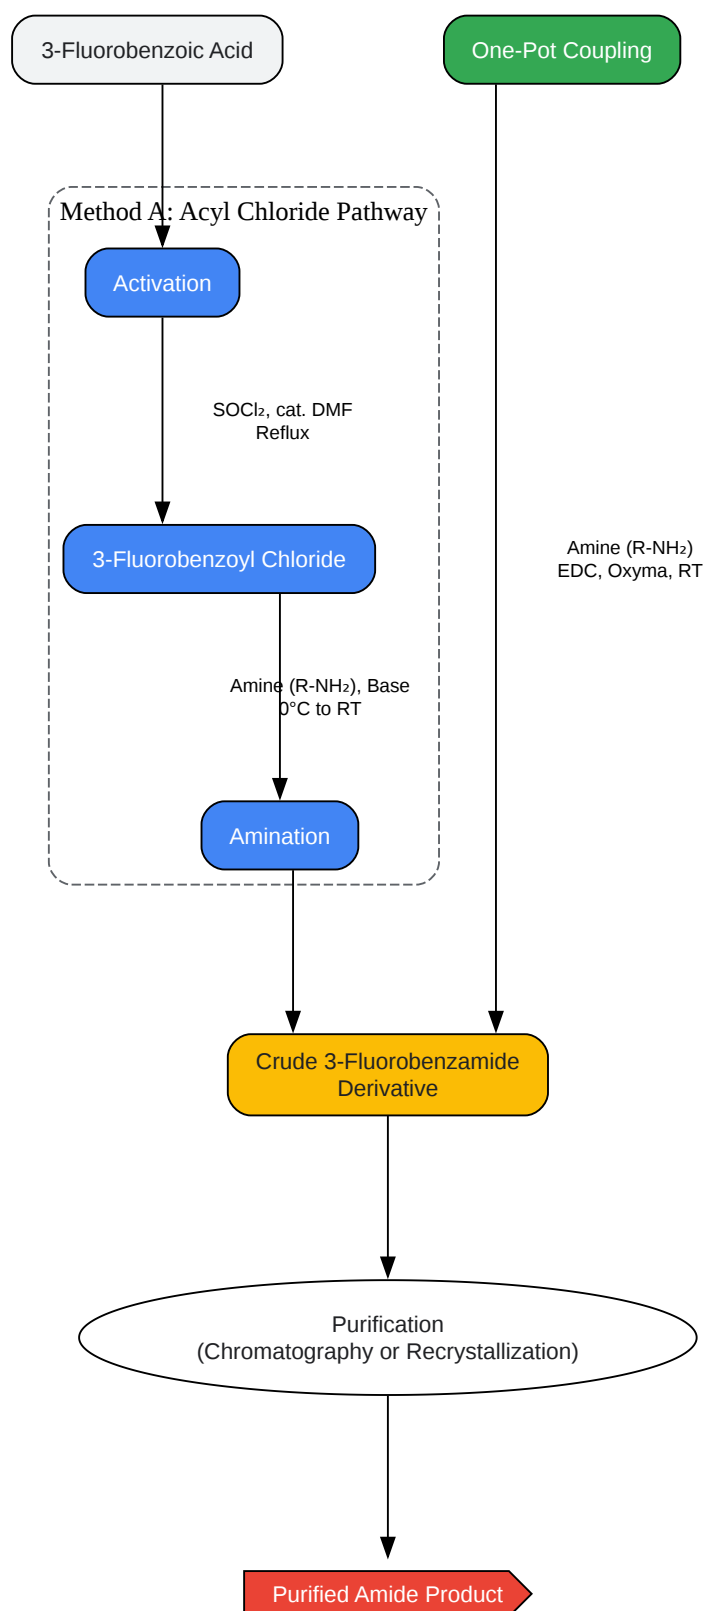 3-Fluorobenzoic Acid
One-Pot Coupling
Method A: Acyl Chloride Pathway
Activation
SOCl₂, cat. DMF
Reflux
3-Fluorobenzoyl Chloride
Amine (R-NH₂)
EDC, Oxyma, RT
Amine (R-NH₂), Base
0°C to RT
Amination
Crude 3-Fluorobenzamide
Derivative
Purification
(Chromatography or Recrystallization)
Purified Amide Product